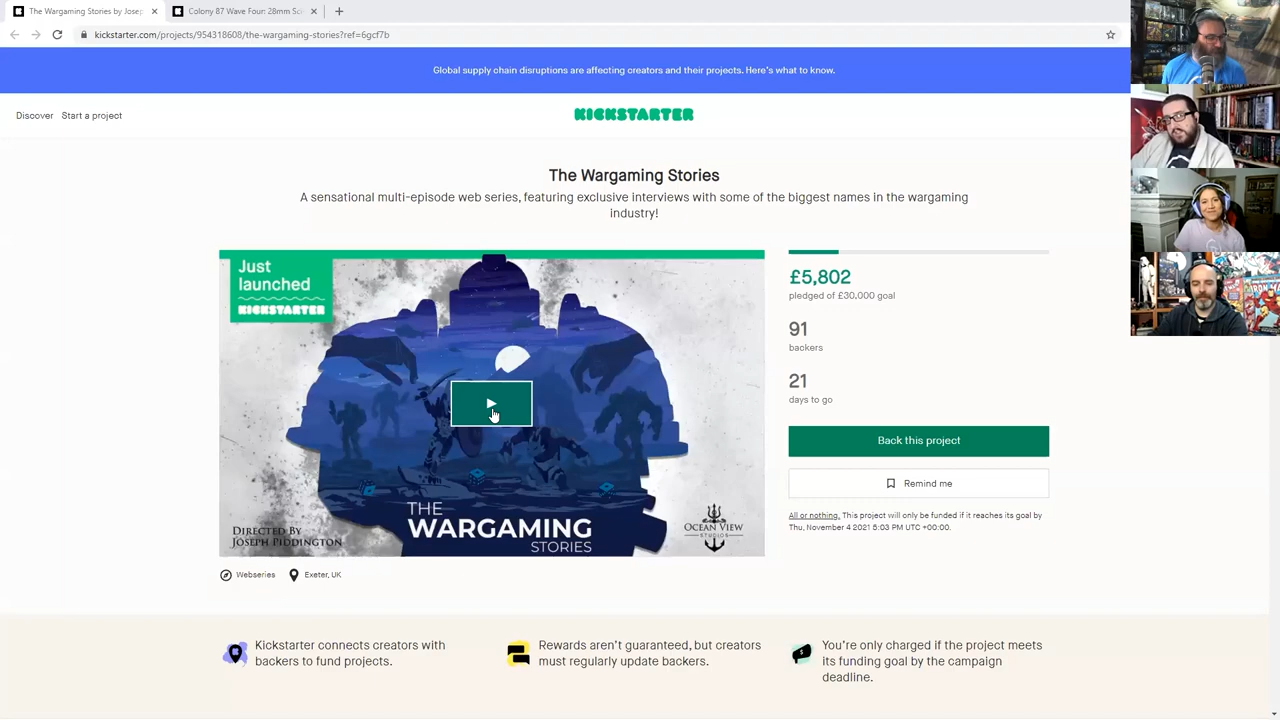 The Wargaming Stories by Josep
Colony 87 Wave Four: 28mm Sci
kickstarter.com/projects/954318608/the-wargaming-stories?ref=6gcf7b
Global supply chain disruptions are affecting creators and their projects. Here's what to know.
Discover Start a project
KICKSTARTER
The Wargaming Stories
A sensational multi-episode web series, featuring exclusive interviews with some of the biggest names in the wargaming
industry!
Just
launched
KICKSTARTER
THE
WARGAMING
STORIES
DIRECTED BY
JOSEPH PIDDINGTON
OCEAN VIEW
STUDIOS
£5,802
pledged of £30,000 goal
91
backers
21
days to go
Back this project
Remind me
All or nothing. This project will only be funded if it reaches its goal by
Thu, November 4 2021 5:03 PM UTC +00:00.
Webseries Exeter, UK
Kickstarter connects creators with
backers to fund projects.
Rewards aren't guaranteed, but creators
must regularly update backers.
You're only charged if the project meets
its funding goal by the campaign
deadline.